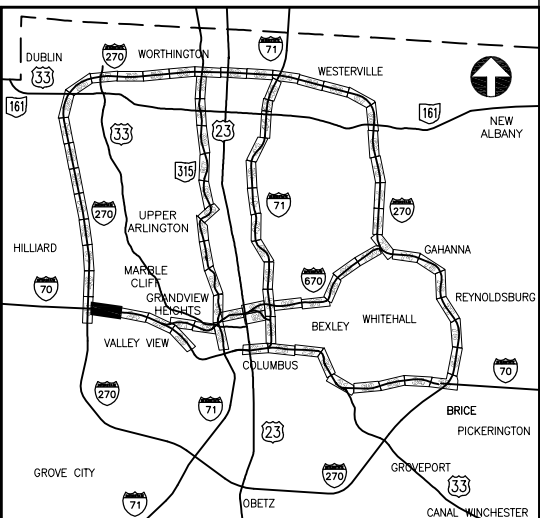 DUBLIN
33
270
WORTHINGTON
71
WESTERVILLE
161
161
NEW
ALBANY
33
23
315
270
71
270
UPPER
ARLINGTON
HILLIARD
GAHANNA
70
MARBLE
CLIFF
670
GRANDVIEW
HEIGHTS
REYNOLDSBURG
BEXLEY
WHITEHALL
VALLEY VIEW
COLUMBUS
70
270
71
BRICE
23
PICKERINGTON
GROVE CITY
270
GROVEPORT
33
71
OBETZ
CANAL WINCHESTER